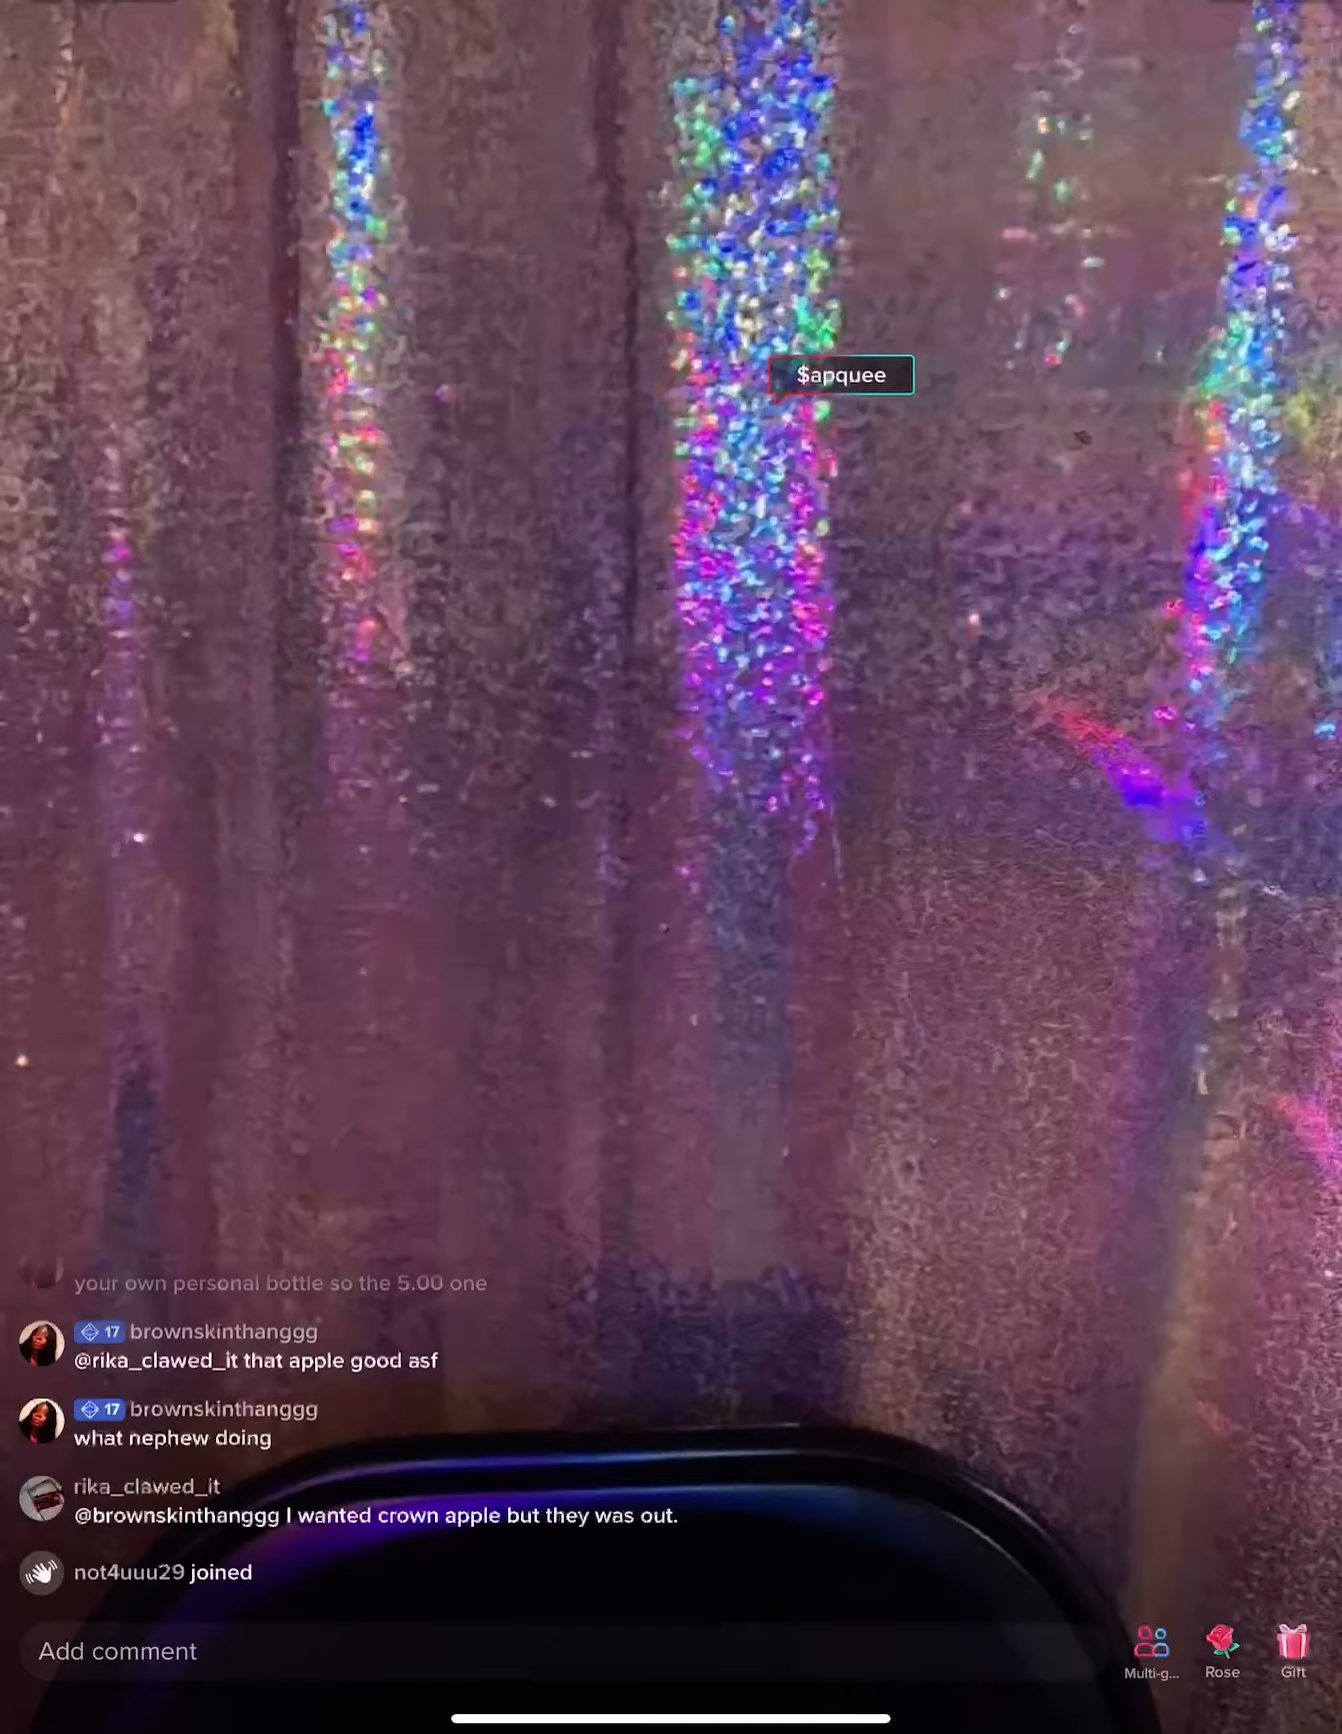 $apquee
your own personal bottle so the 5.00 one
17 brownskinthanggg
@rika_clawed_it that apple good asf
17 brownskinthanggg
what nephew doing
rika_clawed_it
@brownskinthanggg I wanted crown apple but they was out.
not4uuu29 joined
Add comment
Multi-g...
Rose
Gift